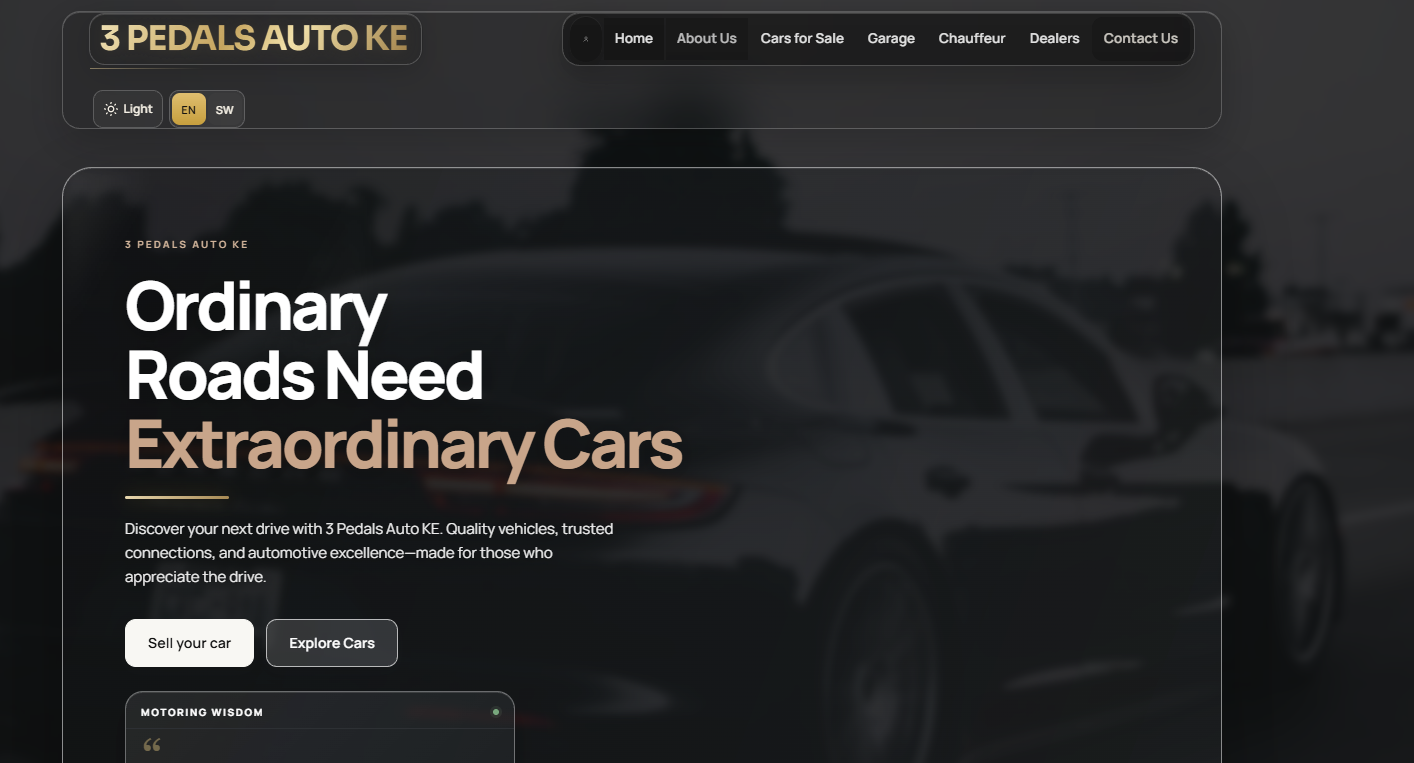 3 PEDALS AUTO KE
Home About Us Cars for Sale Garage Chauffeur Dealers Contact Us
Light EN SW
3 PEDALS AUTO KE
Ordinary
Roads Need
Extraordinary Cars
Discover your next drive with 3 Pedals Auto KE. Quality vehicles, trusted
connections, and automotive excellence—made for those who
appreciate the drive.
Sell your car Explore Cars
MOTORING WISDOM
“